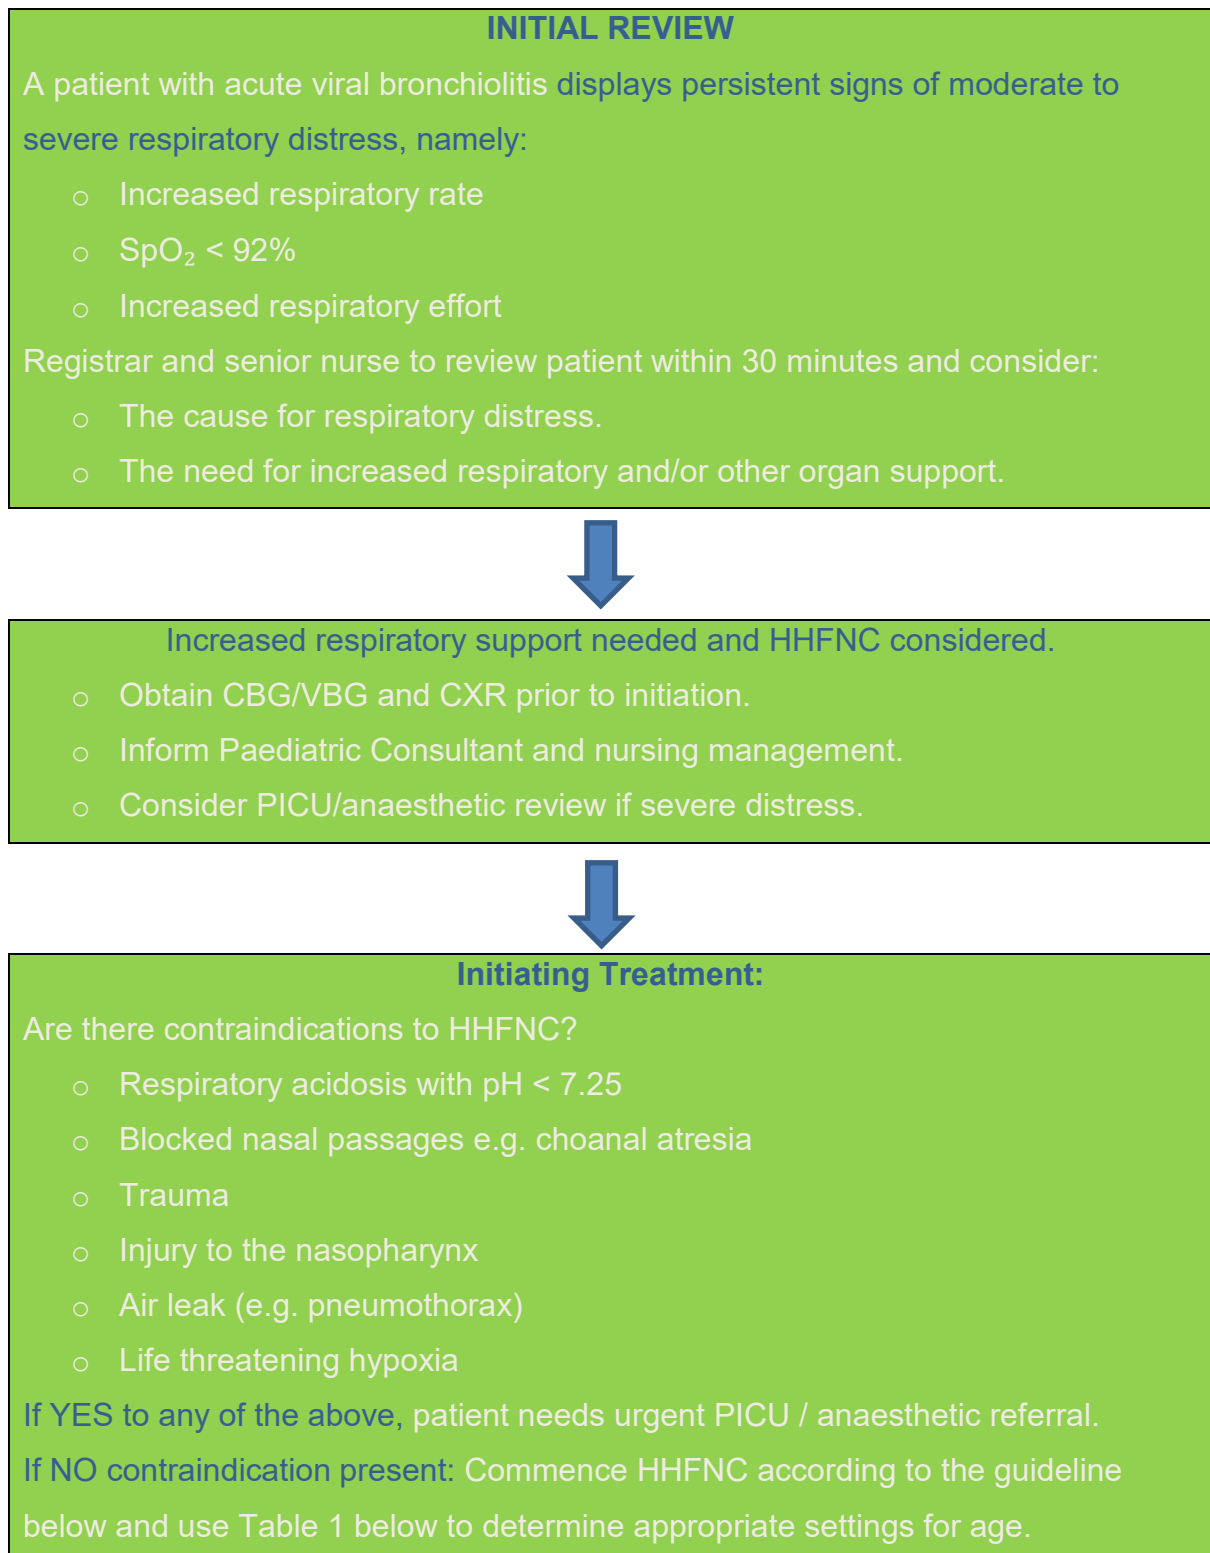 INITIAL REVIEW
A patient with acute viral bronchiolitis displays persistent signs of moderate to
severe respiratory distress, namely:
o Increased respiratory rate
o SpO₂ < 92%
o Increased respiratory effort
Registrar and senior nurse to review patient within 30 minutes and consider:
o The cause for respiratory distress.
o The need for increased respiratory and/or other organ support.
Increased respiratory support needed and HHFNC considered.
o Obtain CBG/VBG and CXR prior to initiation.
o Inform Paediatric Consultant and nursing management.
o Consider PICU/anaesthetic review if severe distress.
Initiating Treatment:
Are there contraindications to HHFNC?
o Respiratory acidosis with pH < 7.25
o Blocked nasal passages e.g. choanal atresia
o Trauma
o Injury to the nasopharynx
o Air leak (e.g. pneumothorax)
o Life threatening hypoxia
If YES to any of the above, patient needs urgent PICU / anaesthetic referral.
If NO contraindication present: Commence HHFNC according to the guideline
below and use Table 1 below to determine appropriate settings for age.